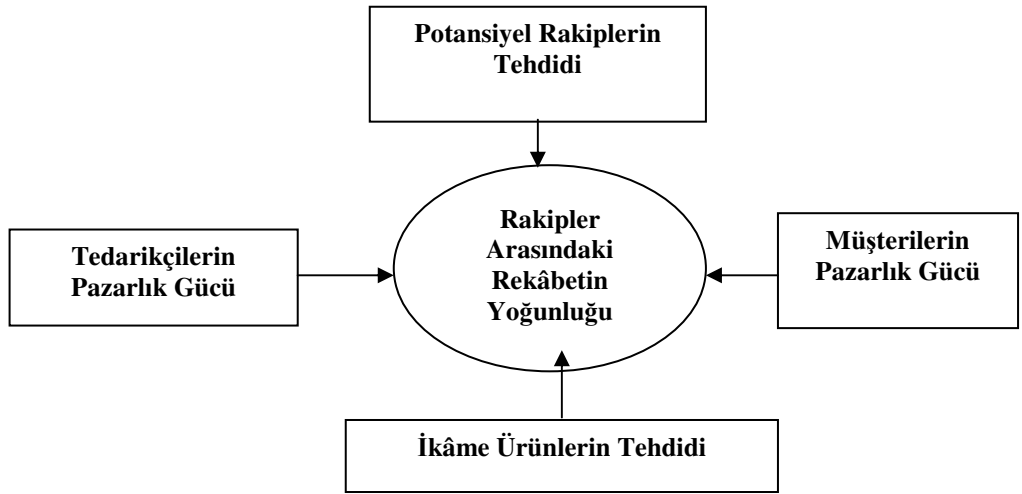 Potansiyel Rakiplerin
Tehdidi
Tedarikçilerin
Pazarlık Gücü
Rakipler
Arasındaki
Rekâbetin
Yoğunluğu
Müşterilerin
Pazarlık Gücü
İkâme Ürünlerin Tehdidi